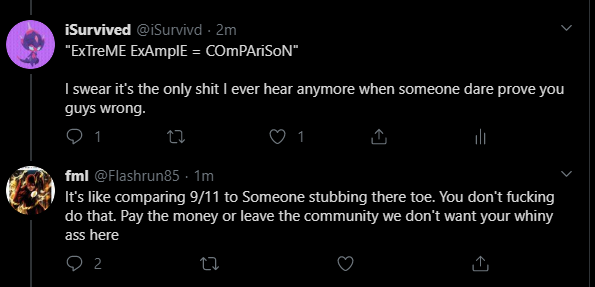 iSurvived @iSurvivd · 2m
"ExTreME ExAmplE = COmPAriSoN"
I swear it's the only shit I ever hear anymore when someone dare prove you
guys wrong.
1
1
fml @Flashrun85 · 1m
It's like comparing 9/11 to Someone stubbing there toe. You don't fucking
do that. Pay the money or leave the community we don't want your whiny
ass here
2